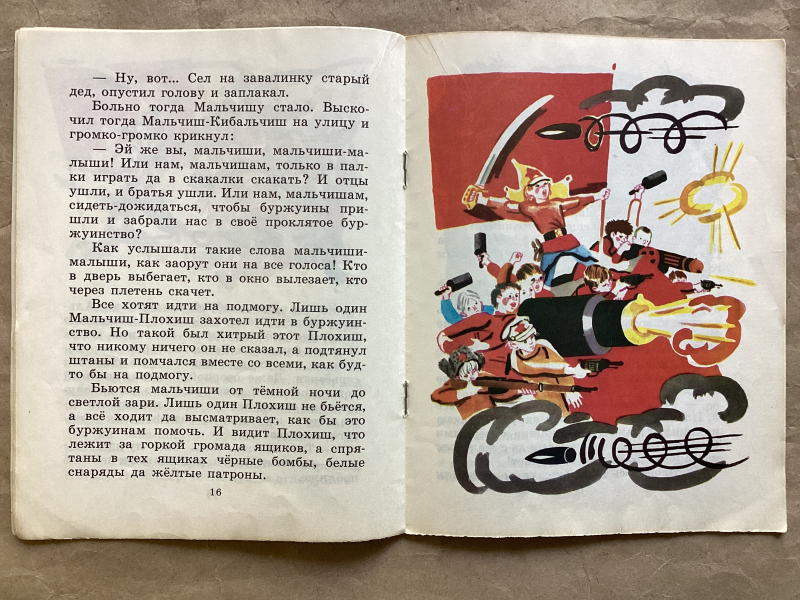 — Ну, вот... Сел на завалинку старый
дед, опустил голову и заплакал.
Больно тогда Мальчишу стало. Выско-
чил тогда Мальчиш-Кибальчиш на улицу и
громко-громко крикнул:
— Эй же вы, мальчиши, мальчиши-ма-
лыши! Или нам, мальчишам, только в пал-
ки играть да в скакалки скакать? И отцы
ушли, и братья ушли. Или нам, мальчишам,
сидеть-дожидаться, чтобы буржуины при-
шли и забрали нас в своё проклятое бур-
жуинство?
Как услышали такие слова мальчиши-
малыши, как заорут они на все голоса! Кто
в дверь выбегает, кто в окно вылезает, кто
через плетень скачет.
Все хотят идти на подмогу. Лишь один
Мальчиш-Плохиш захотел идти в буржуин-
ство. Но такой был хитрый этот Плохиш,
что никому ничего он не сказал, а подтянул
штаны и помчался вместе со всеми, как буд-
то бы на подмогу.
Бьются мальчиши от тёмной ночи до
светлой зари. Лишь один Плохиш не бьётся,
а всё ходит да высматривает, как бы это
буржуинам помочь. И видит Плохиш, что
лежит за горкой громада ящиков, а спря-
таны в тех ящиках чёрные бомбы, белые
снаряды да жёлтые патроны.
16